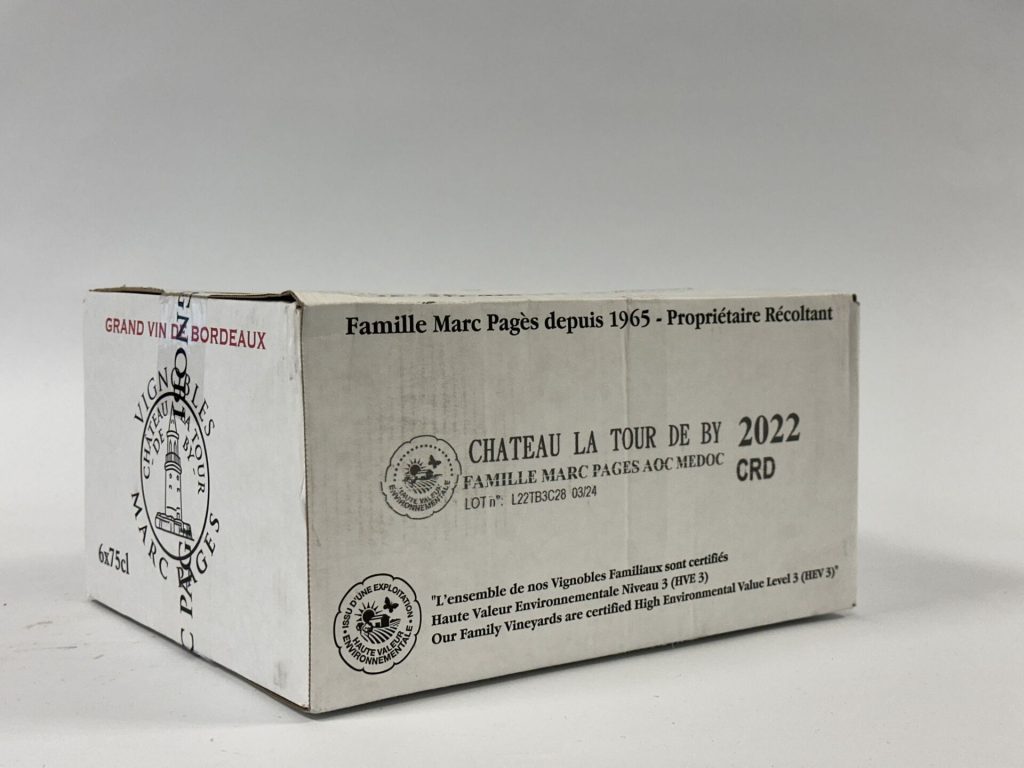 GRAND VIN DE BORDEAUX
VIGNOBLES
MARC PAGES
CHATEAU LA TOUR
DE BY
6x75cl
Famille Marc Pagès depuis 1965 - Propriétaire Récoltant
CHATEAU LA TOUR DE BY 2022
FAMILLE MARC PAGES AOC MEDOC CRD
LOT n°: L22TB3C28 03/24
HAUTE VALEUR
ENVIRONNEMENTALE
ISSU D'UNE EXPLOITATION
HAUTE VALEUR
ENVIRONNEMENTALE
"L'ensemble de nos Vignobles Familiaux sont certifiés
Haute Valeur Environnementale Niveau 3 (HVE 3)
Our Family Vineyards are certified High Environmental Value Level 3 (HEV 3)"